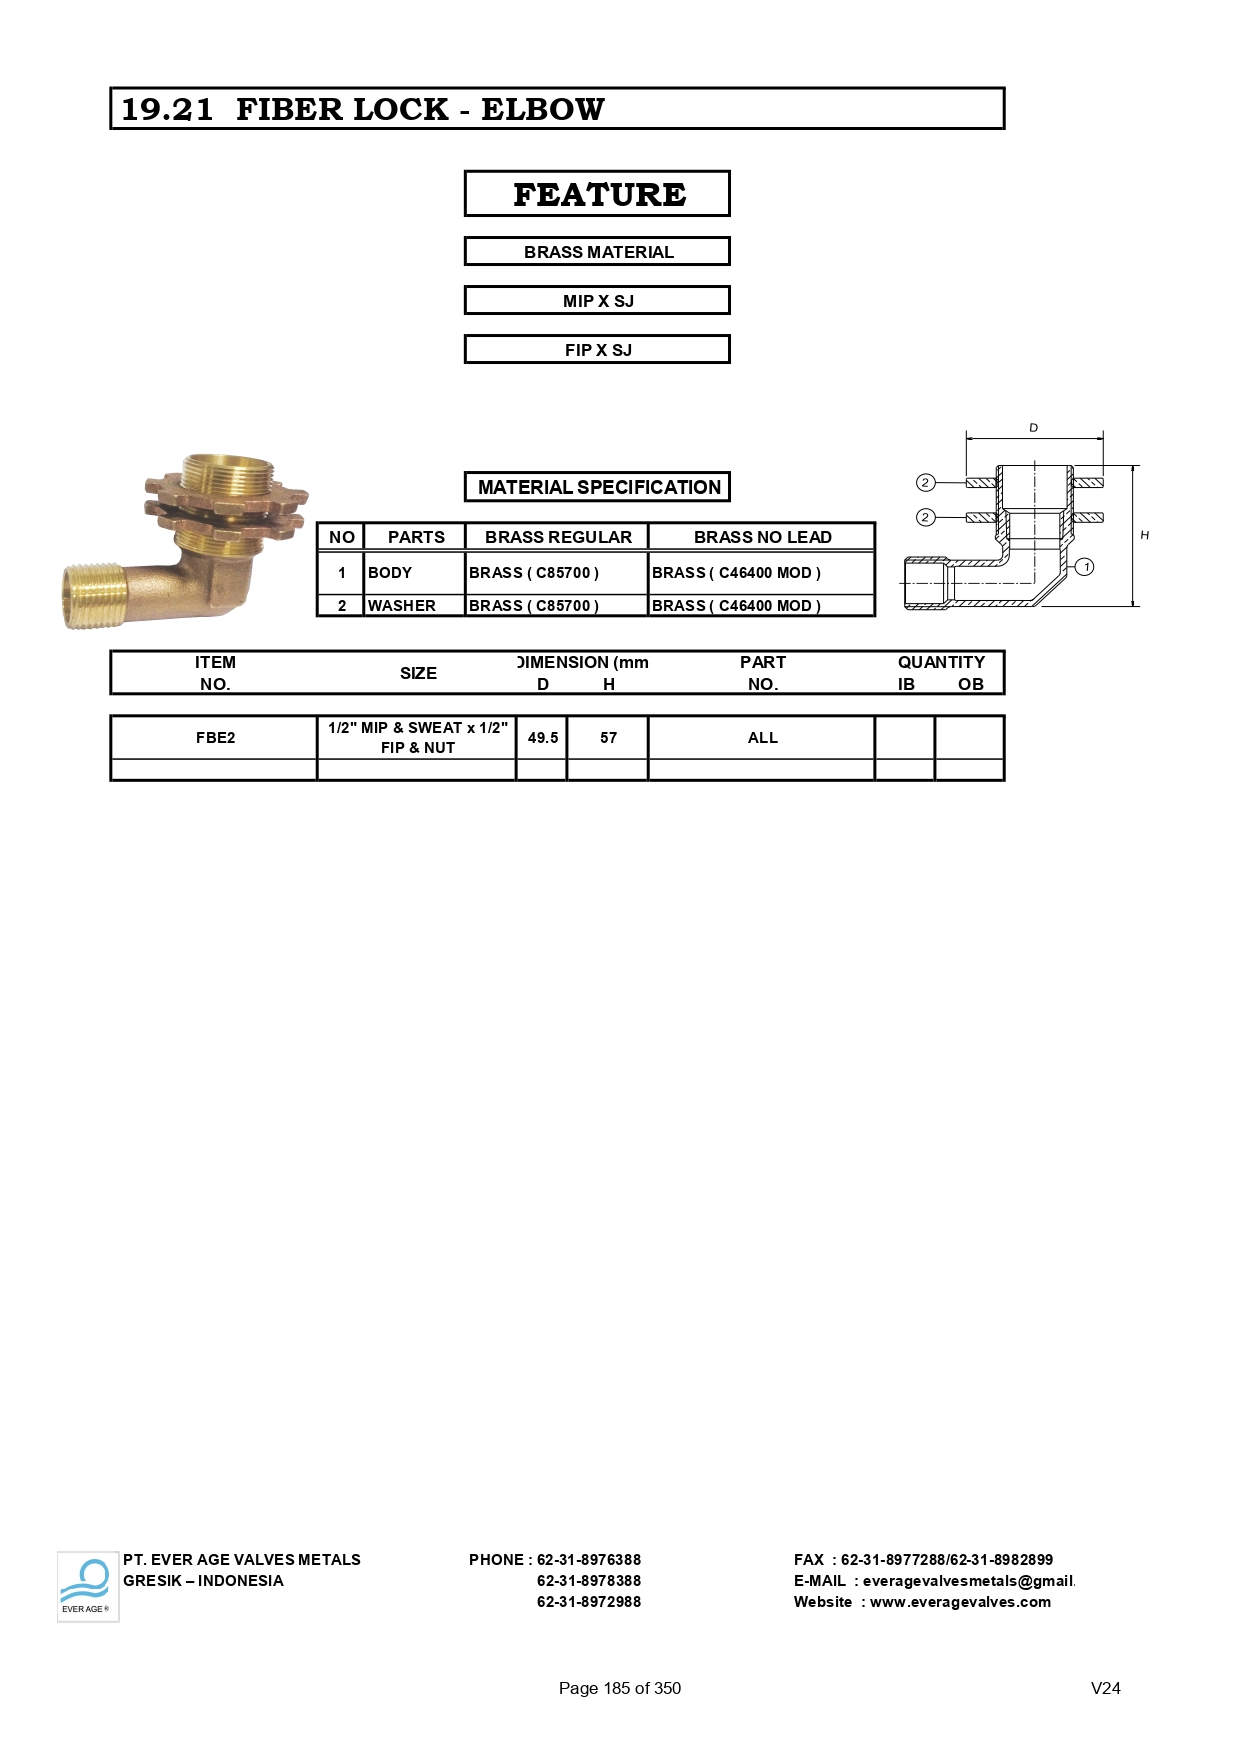 19.21 FIBER LOCK - ELBOW
FEATURE
BRASS MATERIAL
MIP X SJ
FIP X SJ
D
2
2
H
1
MATERIAL SPECIFICATION
NO PARTS BRASS REGULAR BRASS NO LEAD
1 BODY BRASS ( C85700 ) BRASS ( C46400 MOD )
2 WASHER BRASS ( C85700 ) BRASS ( C46400 MOD )
ITEM NO. SIZE DIMENSION (mm PART NO. QUANTITY
D H IB OB
FBE2 1/2" MIP & SWEAT x 1/2" FIP & NUT 49.5 57 ALL
EVER AGE ®
PT. EVER AGE VALVES METALS PHONE : 62-31-8976388 FAX : 62-31-8977288/62-31-8982899
GRESIK – INDONESIA 62-31-8978388 E-MAIL : everagevalvesmetals@gmail.
62-31-8972988 Website : www.everagevalves.com
Page 185 of 350 V24